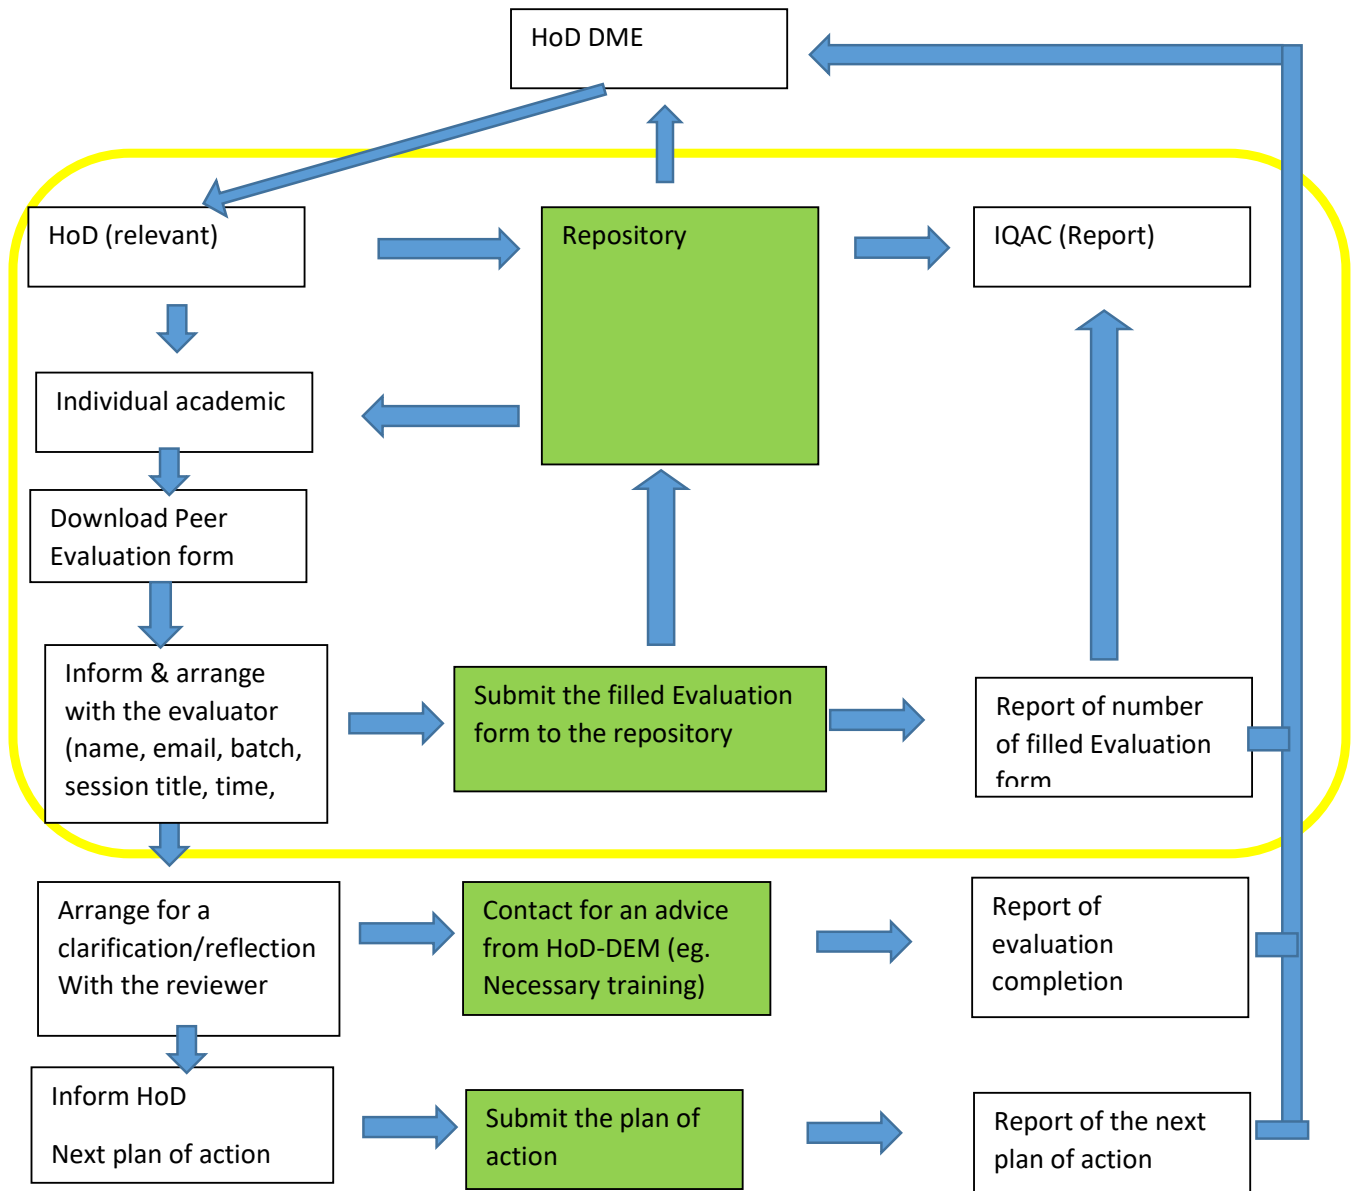 HoD DME
HoD (relevant)
Repository
IQAC (Report)
Individual academic
Download Peer
Evaluation form
Inform & arrange
with the evaluator
(name, email, batch,
session title, time,
Submit the filled Evaluation
form to the repository
Report of number
of filled Evaluation
form
Arrange for a
clarification/reflection
With the reviewer
Contact for an advice
from HoD-DEM (eg.
Necessary training)
Report of
evaluation
completion
Inform HoD
Next plan of action
Submit the plan of
action
Report of the next
plan of action